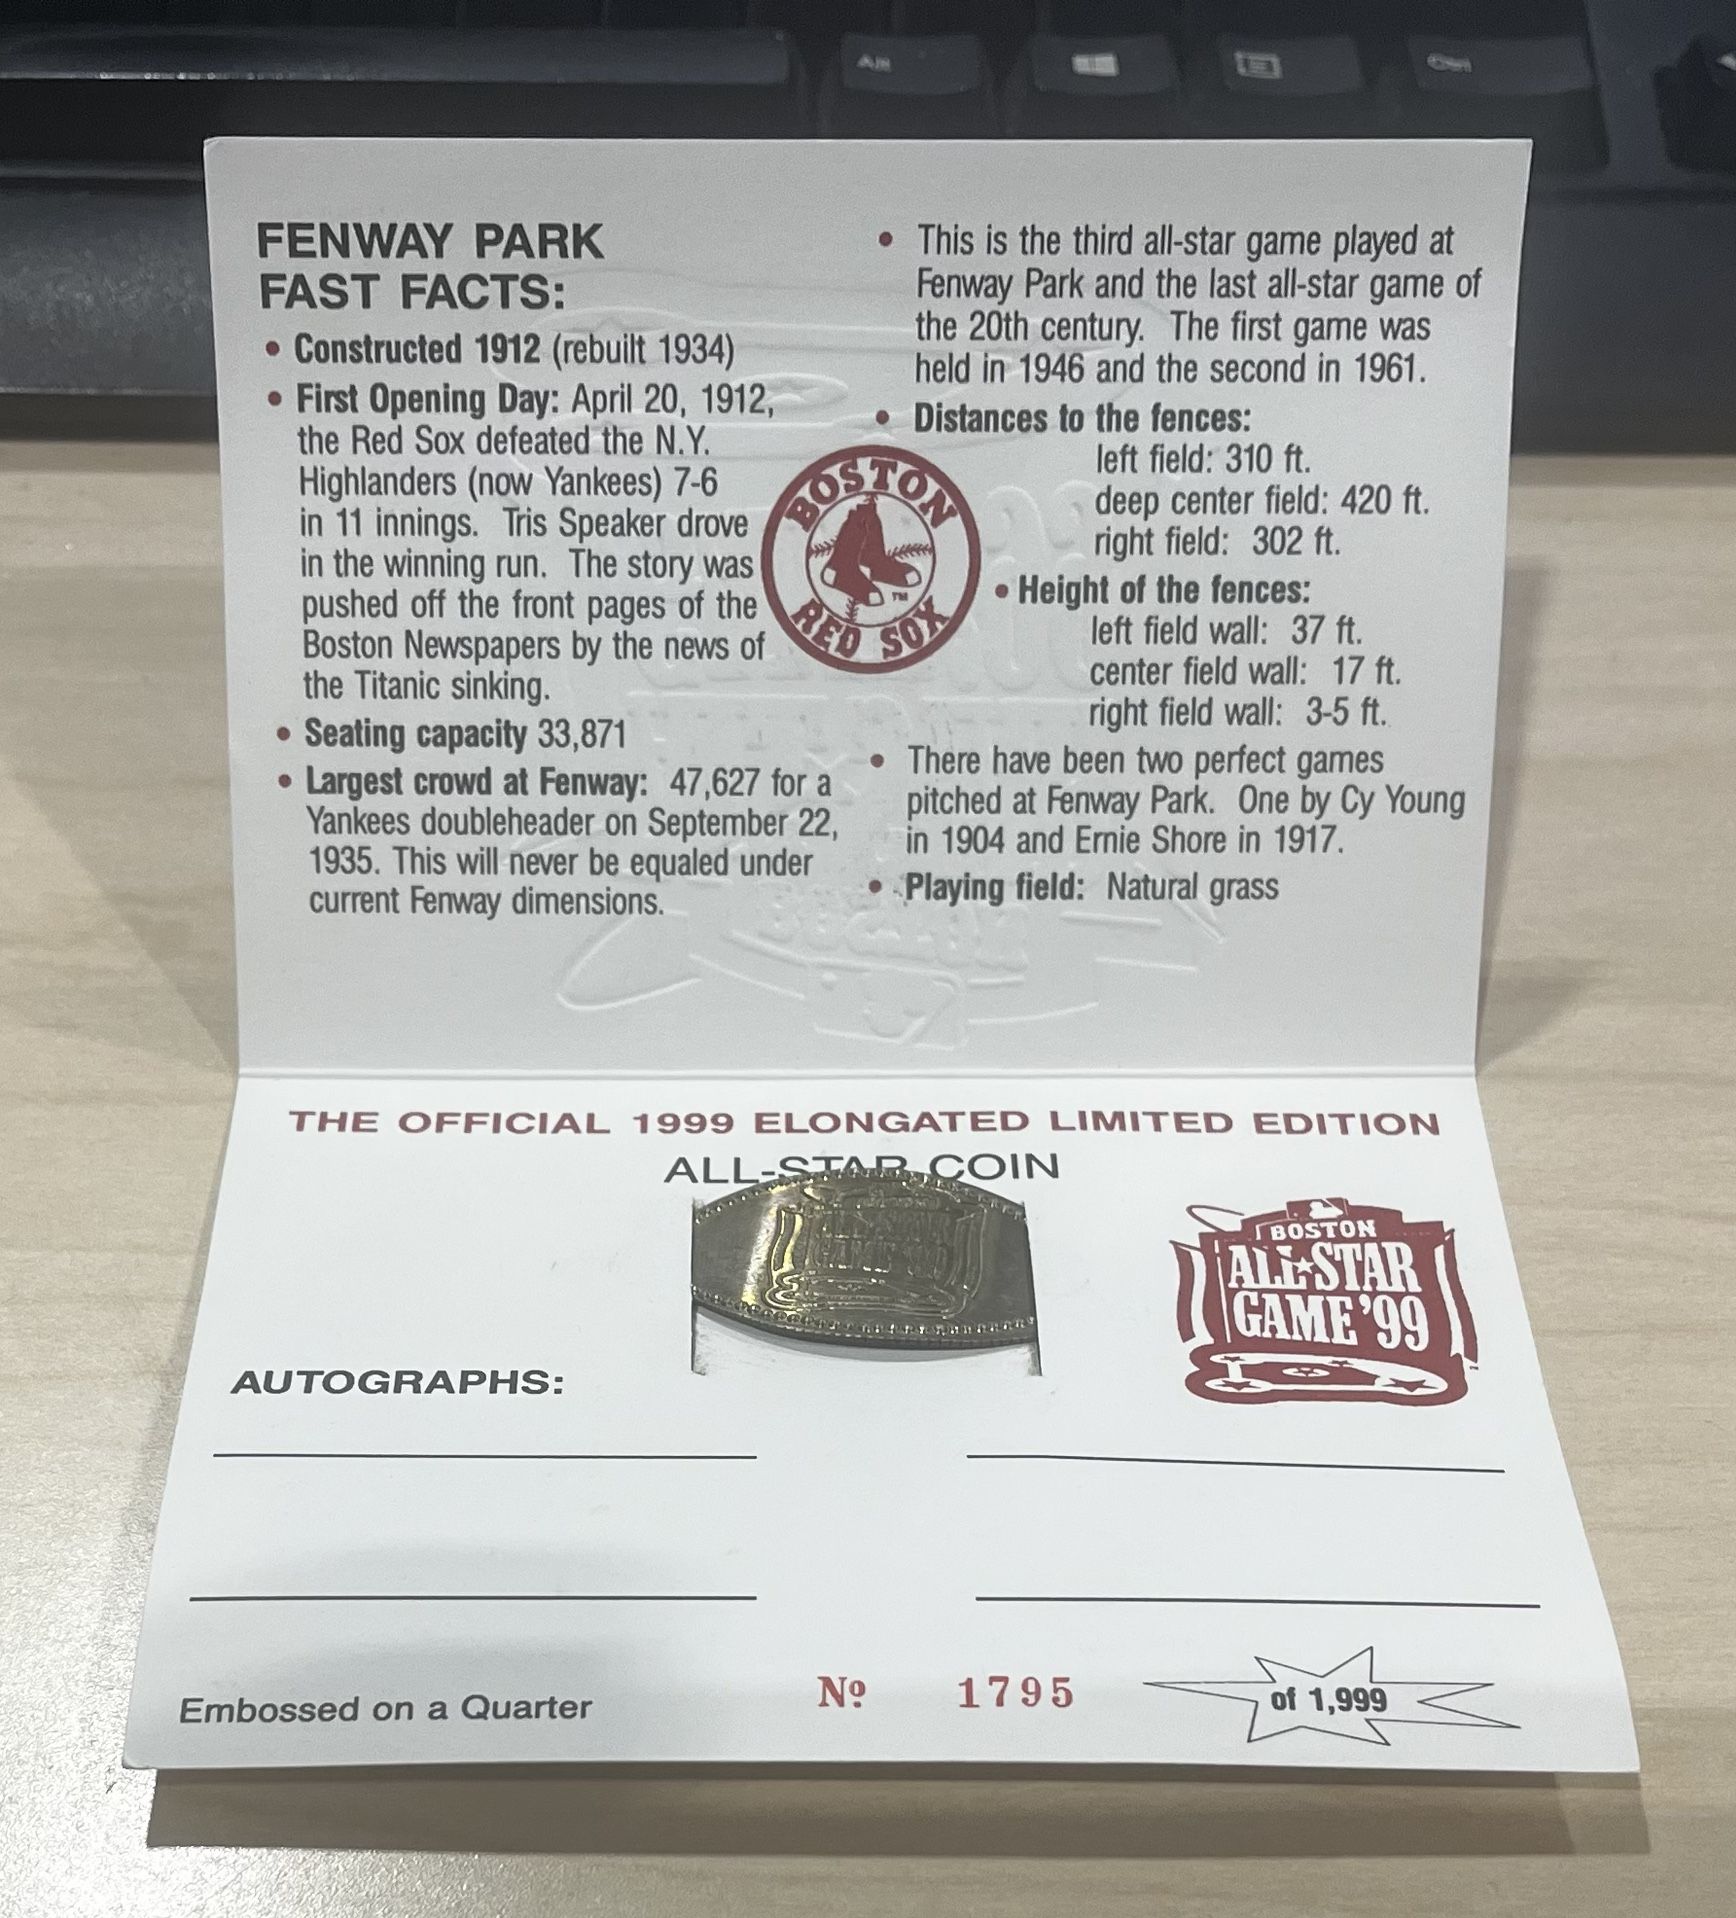 Alt
Ctrl
FENWAY PARK
FAST FACTS:
• Constructed 1912 (rebuilt 1934)
• First Opening Day: April 20, 1912,
the Red Sox defeated the N.Y.
Highlanders (now Yankees) 7-6
in 11 innings. Tris Speaker drove
in the winning run. The story was
pushed off the front pages of the
Boston Newspapers by the news of
the Titanic sinking.
• Seating capacity 33,871
• Largest crowd at Fenway: 47,627 for a
Yankees doubleheader on September 22,
1935. This will never be equaled under
current Fenway dimensions.
BOSTON
RED SOX
TM
• This is the third all-star game played at
Fenway Park and the last all-star game of
the 20th century. The first game was
held in 1946 and the second in 1961.
• Distances to the fences:
left field: 310 ft.
deep center field: 420 ft.
right field: 302 ft.
• Height of the fences:
left field wall: 37 ft.
center field wall: 17 ft.
right field wall: 3-5 ft.
• There have been two perfect games
pitched at Fenway Park. One by Cy Young
in 1904 and Ernie Shore in 1917.
• Playing field: Natural grass
THE OFFICIAL 1999 ELONGATED LIMITED EDITION
ALL-STAR COIN
ALL-STAR
GAME '99
BOSTON
ALL★STAR
GAME '99
AUTOGRAPHS:
Embossed on a Quarter
Nº 1795
of 1,999